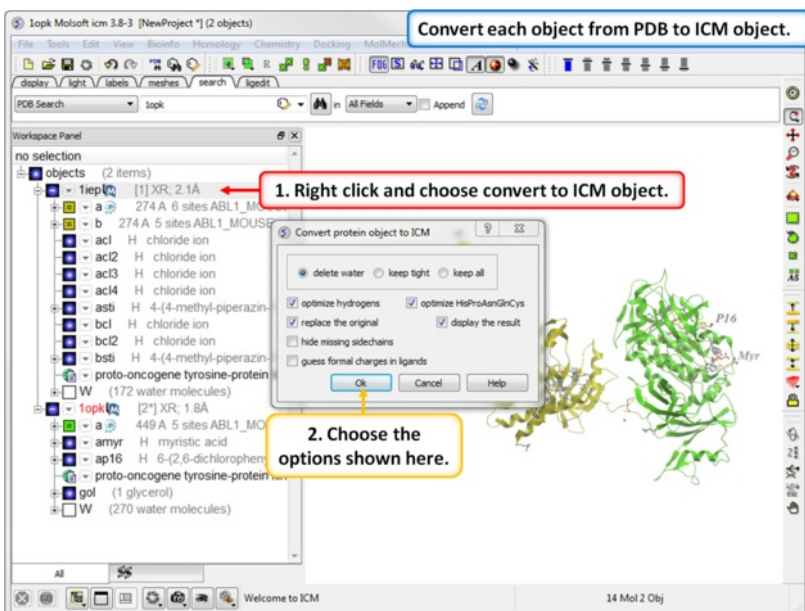 1opk Molsoft icm 3.8-3 [NewProject *] (2 objects)
Convert each object from PDB to ICM object.
File Tools Edit View Bioinfo Homology Chemistry Docking MolMech
display light labels meshes search ligedit
PDB Search 1opk in All Fields Append
Workspace Panel
no selection
objects (2 items)
1iep [1] XR; 2.1Å
1. Right click and choose convert to ICM object.
a 274 A 6 sites ABL1_MOUSE
b 274 A 5 sites ABL1_MOUSE
acl H chloride ion
acl2 H chloride ion
acl3 H chloride ion
acl4 H chloride ion
asti H 4-(4-methyl-piperazin-
bcl H chloride ion
bcl2 H chloride ion
bsti H 4-(4-methyl-piperazin-
proto-oncogene tyrosine-protein
W (172 water molecules)
1opk [2*] XR; 1.8Å
a 449 A 5 sites ABL1_MO
amyr H myristic acid
ap16 H 6-(2,6-dichlorophen
proto-oncogene tyrosine-protein
gol (1 glycerol)
W (270 water molecules)
Convert protein object to ICM
delete water keep tight keep all
optimize hydrogens optimize HisProAsnGlnCys
replace the original display the result
hide missing sidechains
guess formal charges in ligands
Ok Cancel Help
2. Choose the
options shown here.
P16
Myr
All
Welcome to ICM 14 Mol 2 Obj